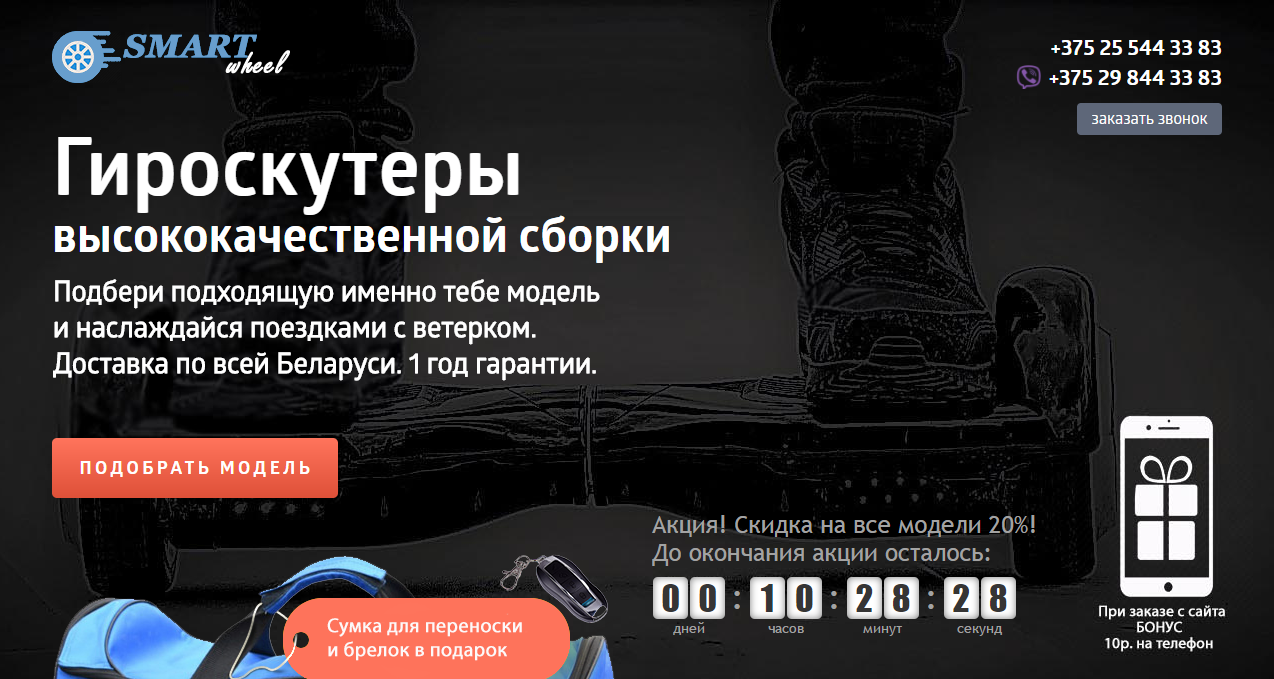 SMART
wheel
+375 25 544 33 83
+375 29 844 33 83
заказать звонок
Гироскутеры
высококачественной сборки
Подбери подходящую именно тебе модель
и наслаждайся поездками с ветерком.
Доставка по всей Беларуси. 1 год гарантии.
ПОДОБРАТЬ МОДЕЛЬ
Акция! Скидка на все модели 20%!
До окончания акции осталось:
00 : 10 : 28 : 28
дней часов минут секунд
Сумка для переноски
и брелок в подарок
При заказе с сайта
БОНУС
10р. на телефон